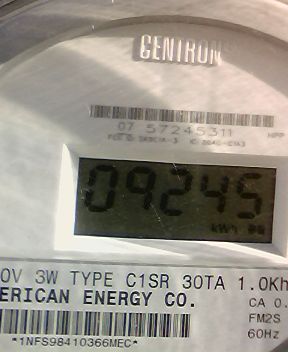 CENTRON
07 57245311 HPP
09245
kWh
0V 3W TYPE C1SR 30TA 1.0Kh
ERICAN ENERGY CO. CA 0.
FM2S
60Hz
*1NFS98410366MEC*